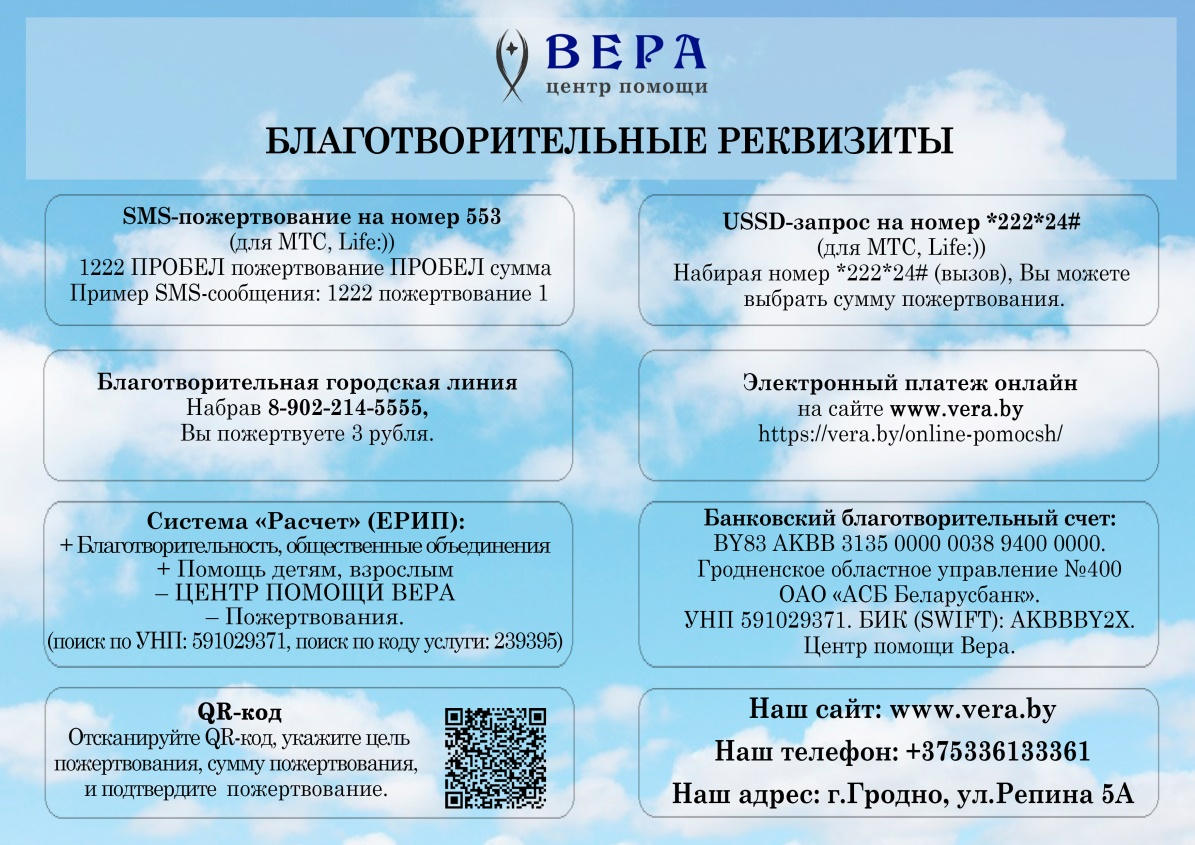 ВЕРА
центр помощи
БЛАГОТВОРИТЕЛЬНЫЕ РЕКВИЗИТЫ
SMS-пожертвование на номер 553
(для МТС, Life:))
1222 ПРОБЕЛ пожертвование ПРОБЕЛ сумма
Пример SMS-сообщения: 1222 пожертвование 1
USSD-запрос на номер *222*24#
(для МТС, Life:))
Набирая номер *222*24# (вызов), Вы можете
выбрать сумму пожертвования.
Благотворительная городская линия
Набрав 8-902-214-5555,
Вы пожертвуете 3 рубля.
Электронный платеж онлайн
на сайте www.vera.by
https://vera.by/online-pomocsh/
Система «Расчет» (ЕРИП):
+ Благотворительность, общественные объединения
+ Помощь детям, взрослым
– ЦЕНТР ПОМОЩИ ВЕРА
– Пожертвования.
(поиск по УНП: 591029371, поиск по коду услуги: 239395)
Банковский благотворительный счет:
BY83 AKBB 3135 0000 0038 9400 0000.
Гродненское областное управление №400
ОАО «АСБ Беларусбанк».
УНП 591029371. БИК (SWIFT): AKBBBY2X.
Центр помощи Вера.
QR-код
Отсканируйте QR-код, укажите цель
пожертвования, сумму пожертвования,
и подтвердите пожертвование.
Наш сайт: www.vera.by
Наш телефон: +375336133361
Наш адрес: г.Гродно, ул.Репина 5А